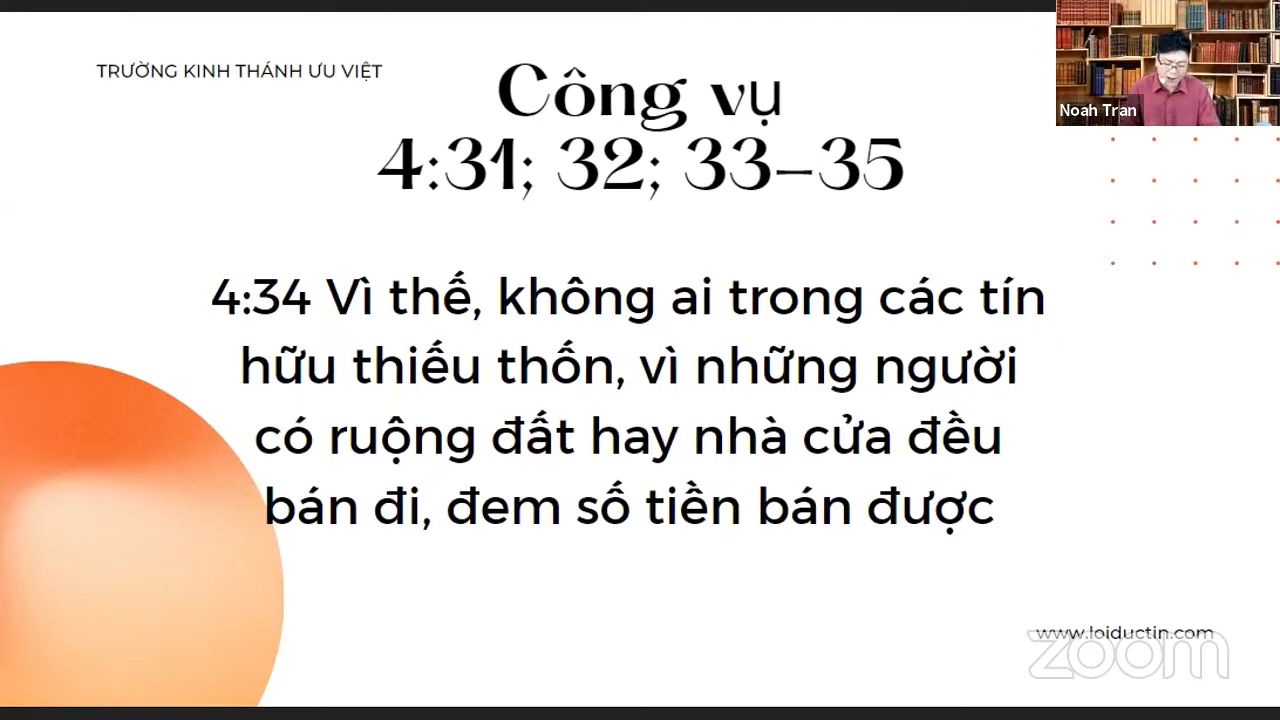 TRƯỜNG KINH THÁNH ƯU VIỆT
Công vụ
4:31; 32; 33–35
Noah Tran
4:34 Vì thế, không ai trong các tín
hữu thiếu thốn, vì những người
có ruộng đất hay nhà cửa đều
bán đi, đem số tiền bán được
www.loiductin.com
zoom